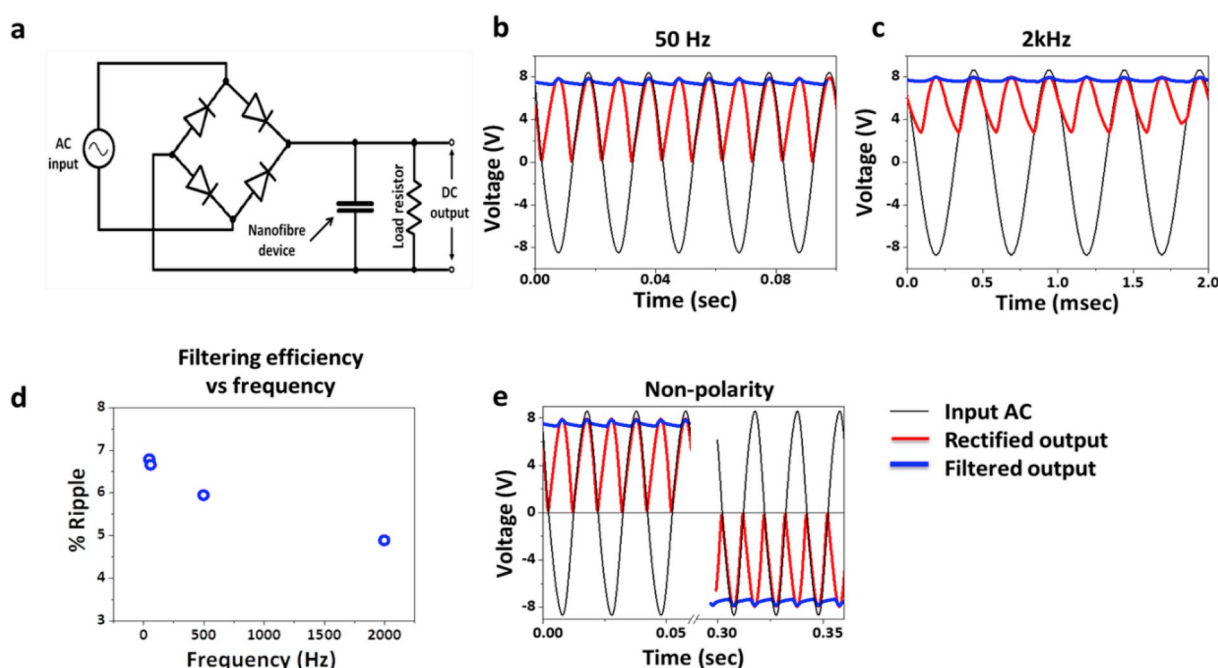 a
AC
input
Nanofibre
device
Load resistor
DC
output
b
50 Hz
8
4
0
-4
-8
Voltage (V)
0.00
0.04
0.08
Time (sec)
c
2kHz
8
4
0
-4
-8
Voltage (V)
0.0
0.5
1.0
1.5
2.0
Time (msec)
d
Filtering efficiency
vs frequency
8
7
6
5
4
3
% Ripple
0
500
1000
1500
2000
Frequency (Hz)
e
Non-polarity
8
4
0
-4
-8
Voltage (V)
0.00
0.05
0.30
0.35
Time (sec)
Input AC
Rectified output
Filtered output